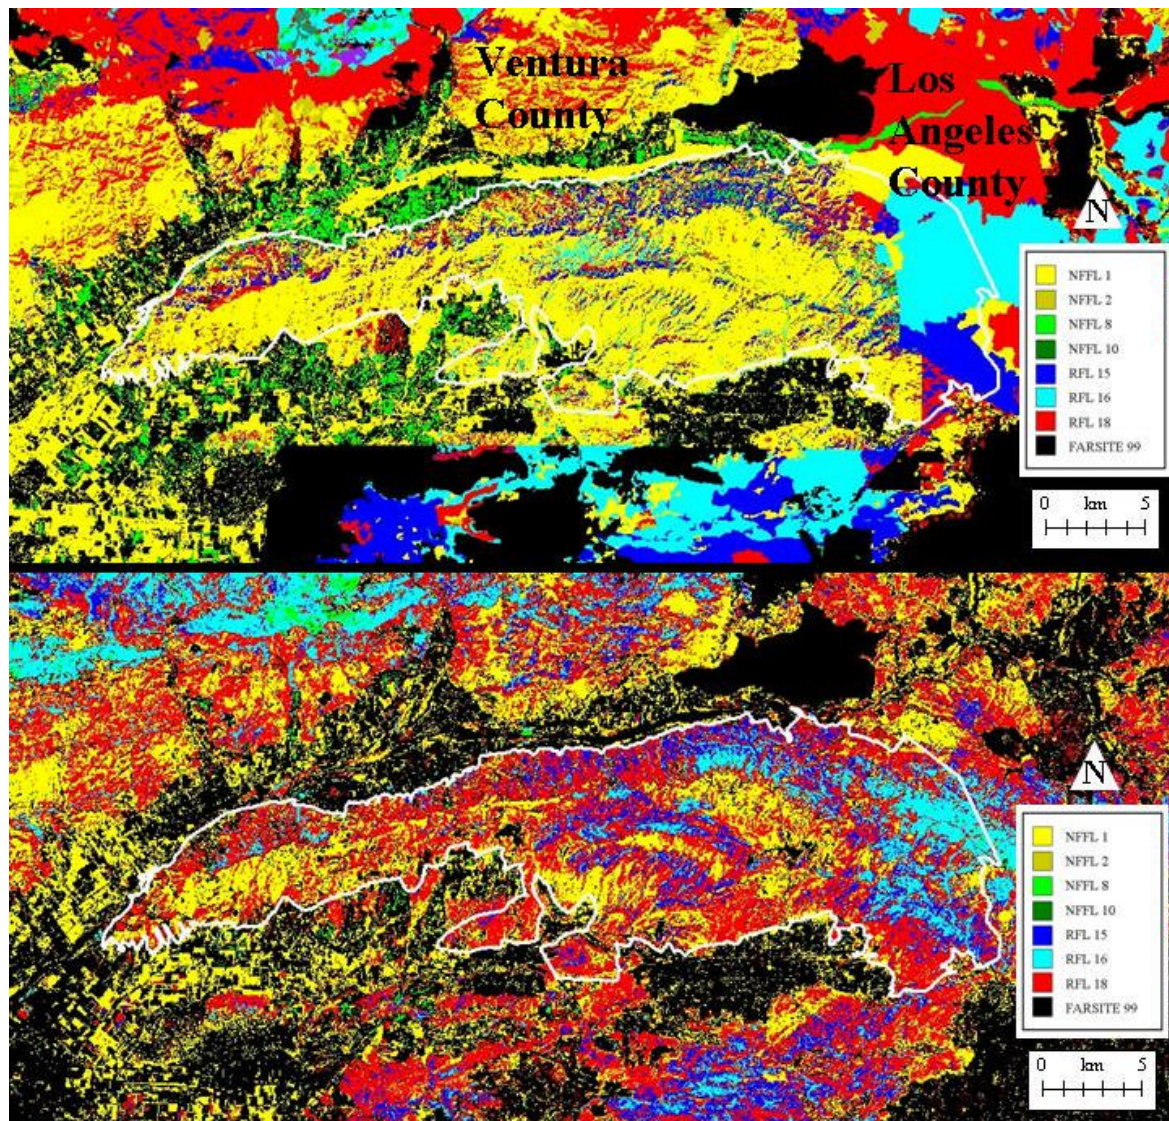 Ventura
County
Los
Angeles
County
N
NFFL 1
NFFL 2
NFFL 8
NFFL 10
RFL 15
RFL 16
RFL 18
FARSITE 99
0 km 5
N
NFFL 1
NFFL 2
NFFL 8
NFFL 10
RFL 15
RFL 16
RFL 18
FARSITE 99
0 km 5